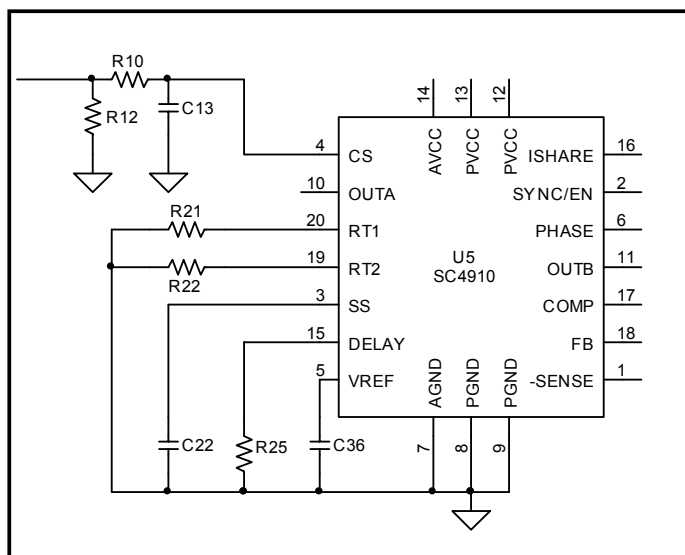 R10
R12
C13
14
13
12
4
CS
AVCC
PVCC
PVCC
ISHARE
16
10
OUTA
SYNC/EN
2
R21
20
RT1
PHASE
6
U5
SC4910
R22
19
RT2
OUTB
11
3
SS
COMP
17
15
DELAY
FB
18
5
VREF
AGND
PGND
PGND
-SENSE
1
C22
R25
C36
7
8
9